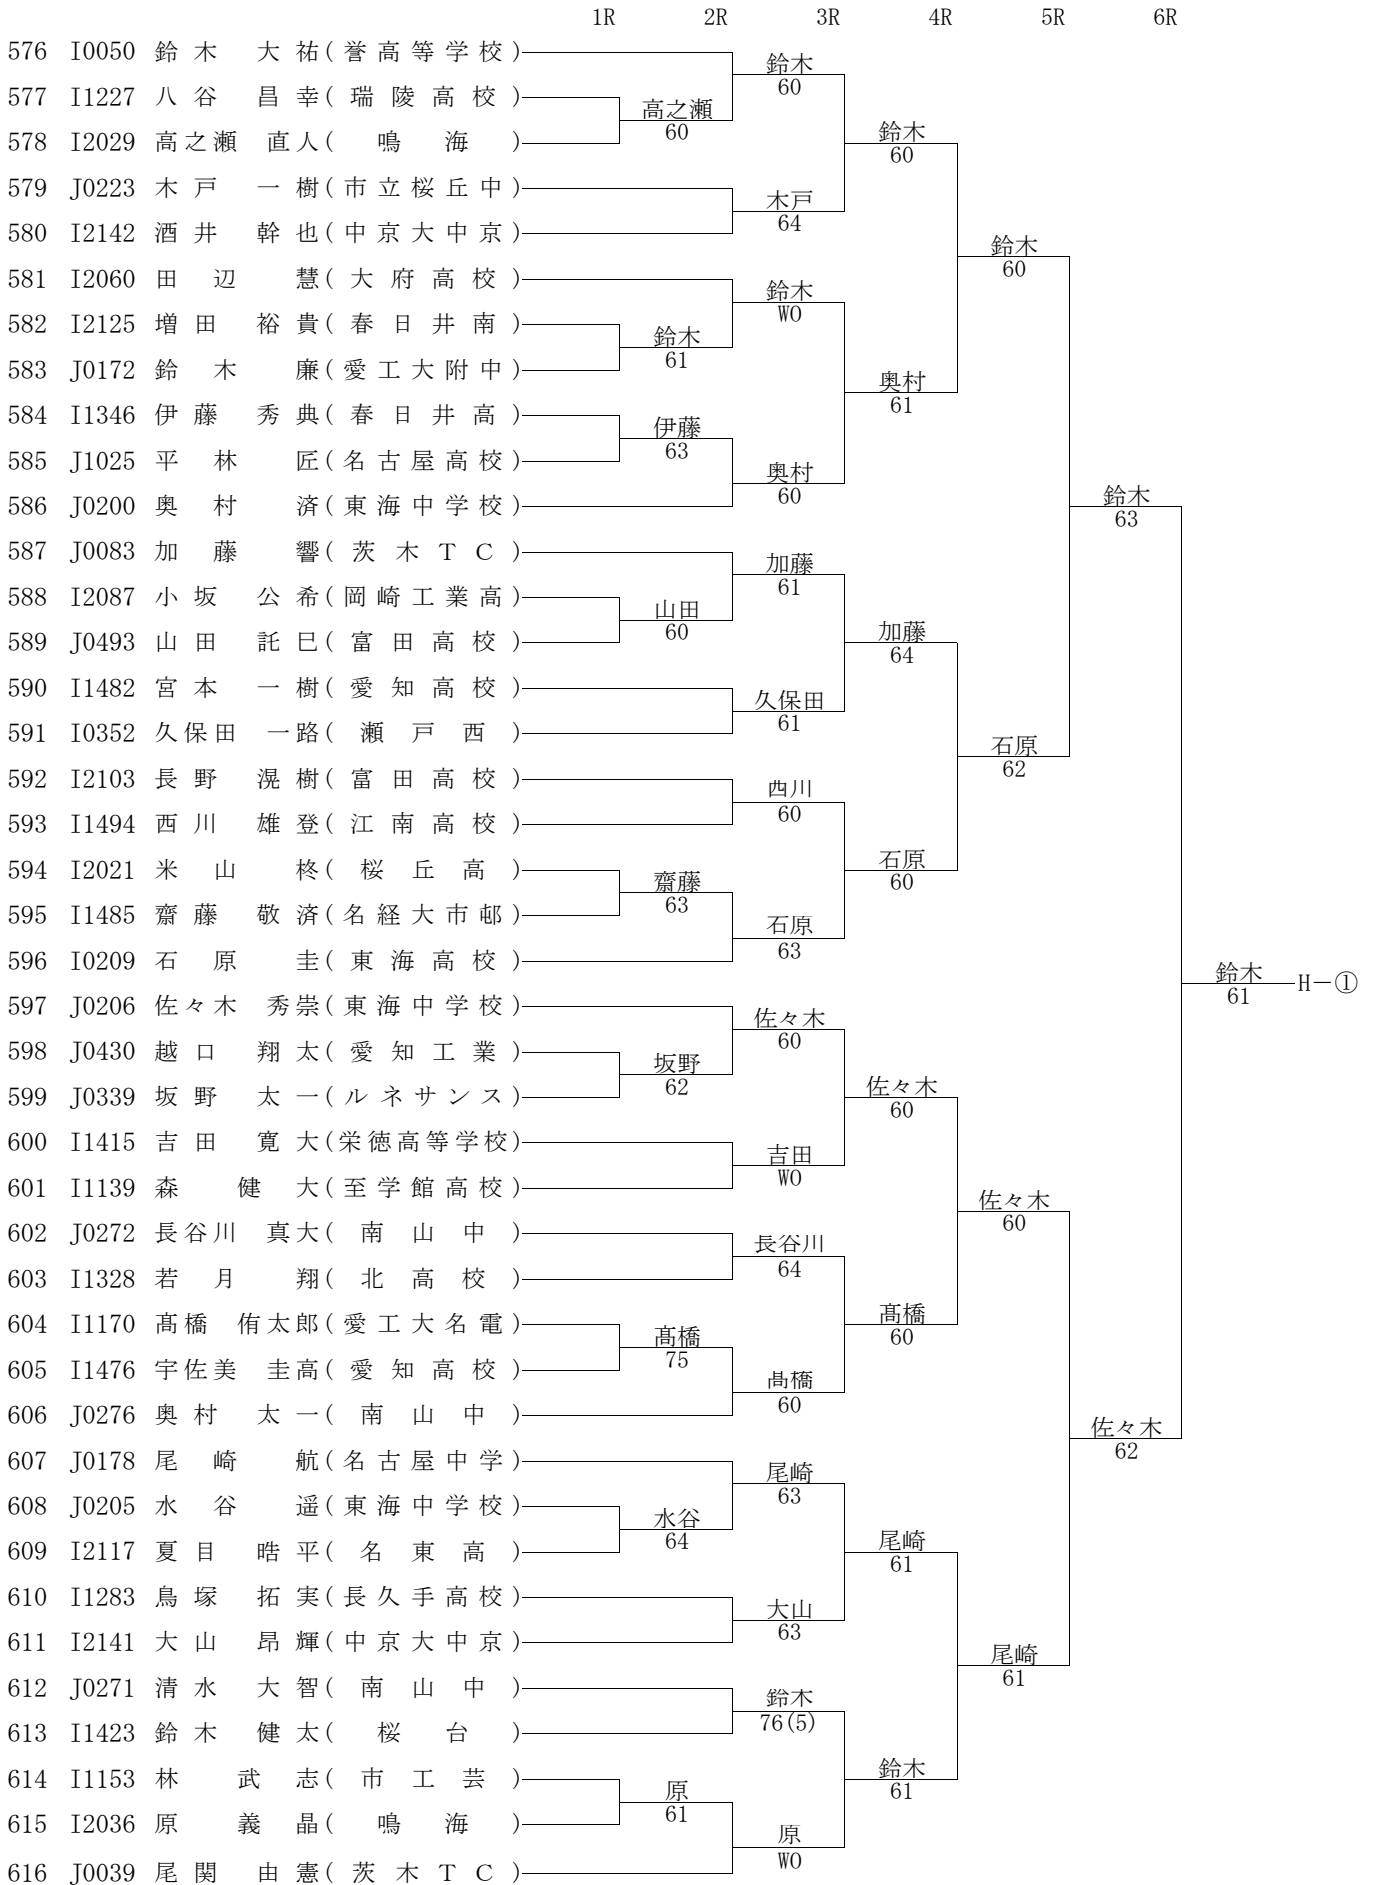 1R 2R 3R 4R 5R 6R
576 I0050 鈴木 大祐(誉高等学校)
鈴木
60
577 I1227 八谷 昌幸(瑞陵高校)
高之瀬
60
578 I2029 高之瀬 直人(鳴海)
鈴木
60
579 J0223 木戸 一樹(市立桜丘中)
木戸
64
580 I2142 酒井 幹也(中京大中京)
鈴木
60
581 I2060 田辺 慧(大府高校)
鈴木
WO
582 I2125 増田 裕貴(春日井南)
鈴木
61
583 J0172 鈴木 廉(愛工大附中)
奥村
61
584 I1346 伊藤 秀典(春日井高)
伊藤
63
585 J1025 平林 匠(名古屋高校)
奥村
60
586 J0200 奥村 済(東海中学校)
鈴木
63
587 J0083 加藤 響(茨木TC)
加藤
61
588 I2087 小坂 公希(岡崎工業高)
山田
60
589 J0493 山田 託巳(富田高校)
加藤
64
590 I1482 宮本 一樹(愛知高校)
久保田
61
591 I0352 久保田 一路(瀬戸西)
石原
62
592 I2103 長野 滉樹(富田高校)
西川
60
593 I1494 西川 雄登(江南高校)
石原
60
594 I2021 米山 柊(桜丘高)
齋藤
63
595 I1485 齋藤 敬済(名経大市邨)
石原
63
596 I0209 石原 圭(東海高校)
鈴木
61
H－①
597 J0206 佐々木 秀崇(東海中学校)
佐々木
60
598 J0430 越口 翔太(愛知工業)
坂野
62
599 J0339 坂野 太一(ルネサンス)
佐々木
60
600 I1415 吉田 寛大(栄徳高等学校)
吉田
WO
601 I1139 森 健大(至学館高校)
佐々木
60
602 J0272 長谷川 真大(南山中)
長谷川
64
603 I1328 若月 翔(北高校)
髙橋
60
604 I1170 髙橋 侑太郎(愛工大名電)
髙橋
75
605 I1476 宇佐美 圭高(愛知高校)
髙橋
60
606 J0276 奥村 太一(南山中)
佐々木
62
607 J0178 尾崎 航(名古屋中学)
尾崎
63
608 J0205 水谷 遥(東海中学校)
水谷
64
609 I2117 夏目 晧平(名東高)
尾崎
61
610 I1283 鳥塚 拓実(長久手高校)
大山
63
611 I2141 大山 昂輝(中京大中京)
尾崎
61
612 J0271 清水 大智(南山中)
鈴木
76(5)
613 I1423 鈴木 健太(桜台)
鈴木
61
614 I1153 林 武志(市工芸)
原
61
615 I2036 原 義晶(鳴海)
原
WO
616 J0039 尾関 由憲(茨木TC)